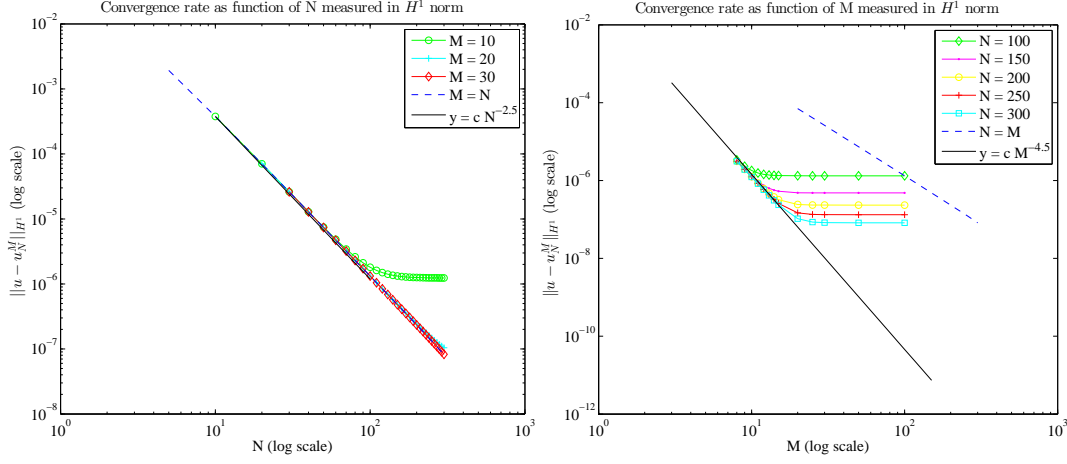 Convergence rate as function of N measured in H^1 norm
10^-2
10^-3
10^-4
10^-5
10^-6
10^-7
10^-8
||u − u_N^M||_{H^1} (log scale)
M = 10
M = 20
M = 30
M = N
y = c N^−2.5
10^0
10^1
10^2
10^3
N (log scale)
Convergence rate as function of M measured in H^1 norm
10^-2
10^-4
10^-6
10^-8
10^-10
10^-12
||u − u_N^M||_{H^1} (log scale)
N = 100
N = 150
N = 200
N = 250
N = 300
N = M
y = c M^−4.5
10^0
10^1
10^2
10^3
M (log scale)